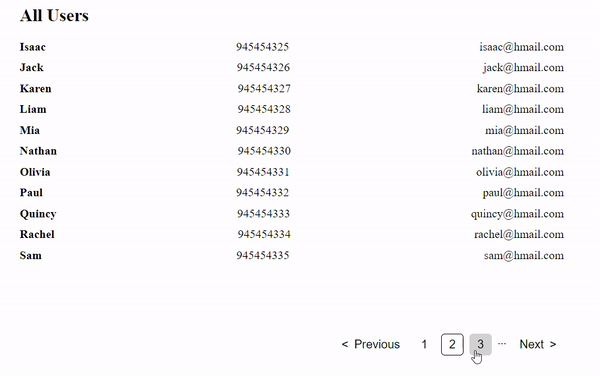 All Users
Isaac 945454325 isaac@hmail.com
Jack 945454326 jack@hmail.com
Karen 945454327 karen@hmail.com
Liam 945454328 liam@hmail.com
Mia 945454329 mia@hmail.com
Nathan 945454330 nathan@hmail.com
Olivia 945454331 olivia@hmail.com
Paul 945454332 paul@hmail.com
Quincy 945454333 quincy@hmail.com
Rachel 945454334 rachel@hmail.com
Sam 945454335 sam@hmail.com
< Previous 1 2 3 ... Next >